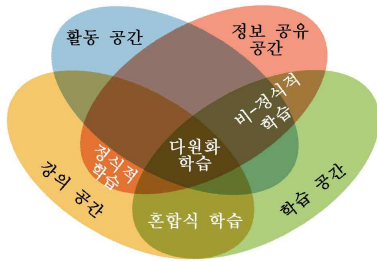 활동 공간
정보 공유
공간
비-정식적
학습
정식적
학습
다원화
학습
강의 공간
학습 공간
혼합식 학습